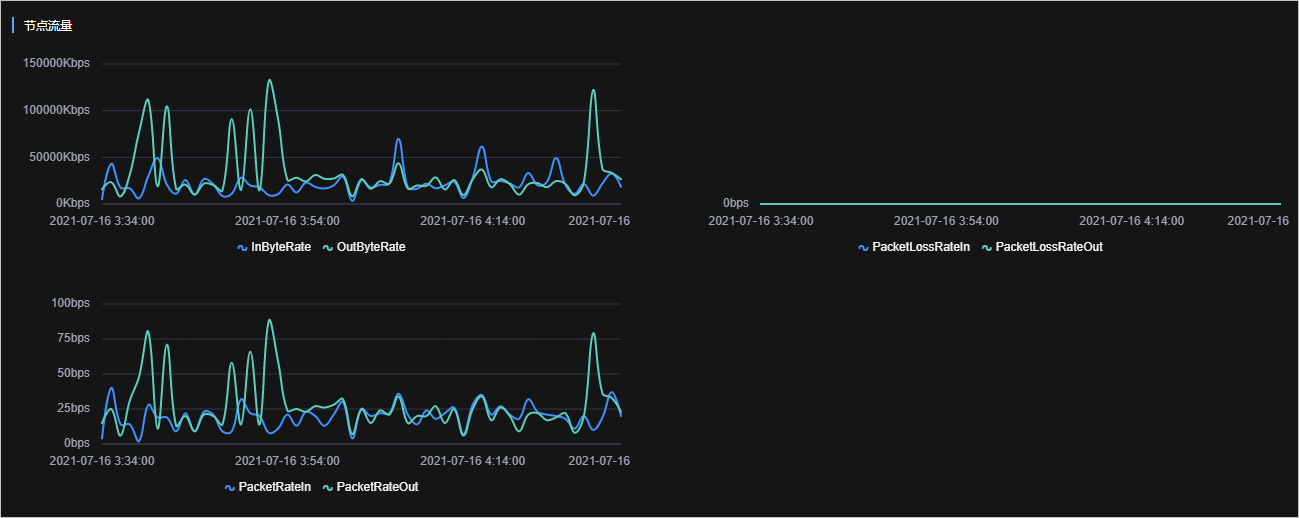 节点流量
150000Kbps
100000Kbps
50000Kbps
0Kbps
2021-07-16 3:34:00
2021-07-16 3:54:00
2021-07-16 4:14:00
2021-07-16
InByteRate
OutByteRate
0bps
2021-07-16 3:34:00
2021-07-16 3:54:00
2021-07-16 4:14:00
2021-07-16
PacketLossRateIn
PacketLossRateOut
100bps
75bps
50bps
25bps
0bps
2021-07-16 3:34:00
2021-07-16 3:54:00
2021-07-16 4:14:00
2021-07-16
PacketRateIn
PacketRateOut